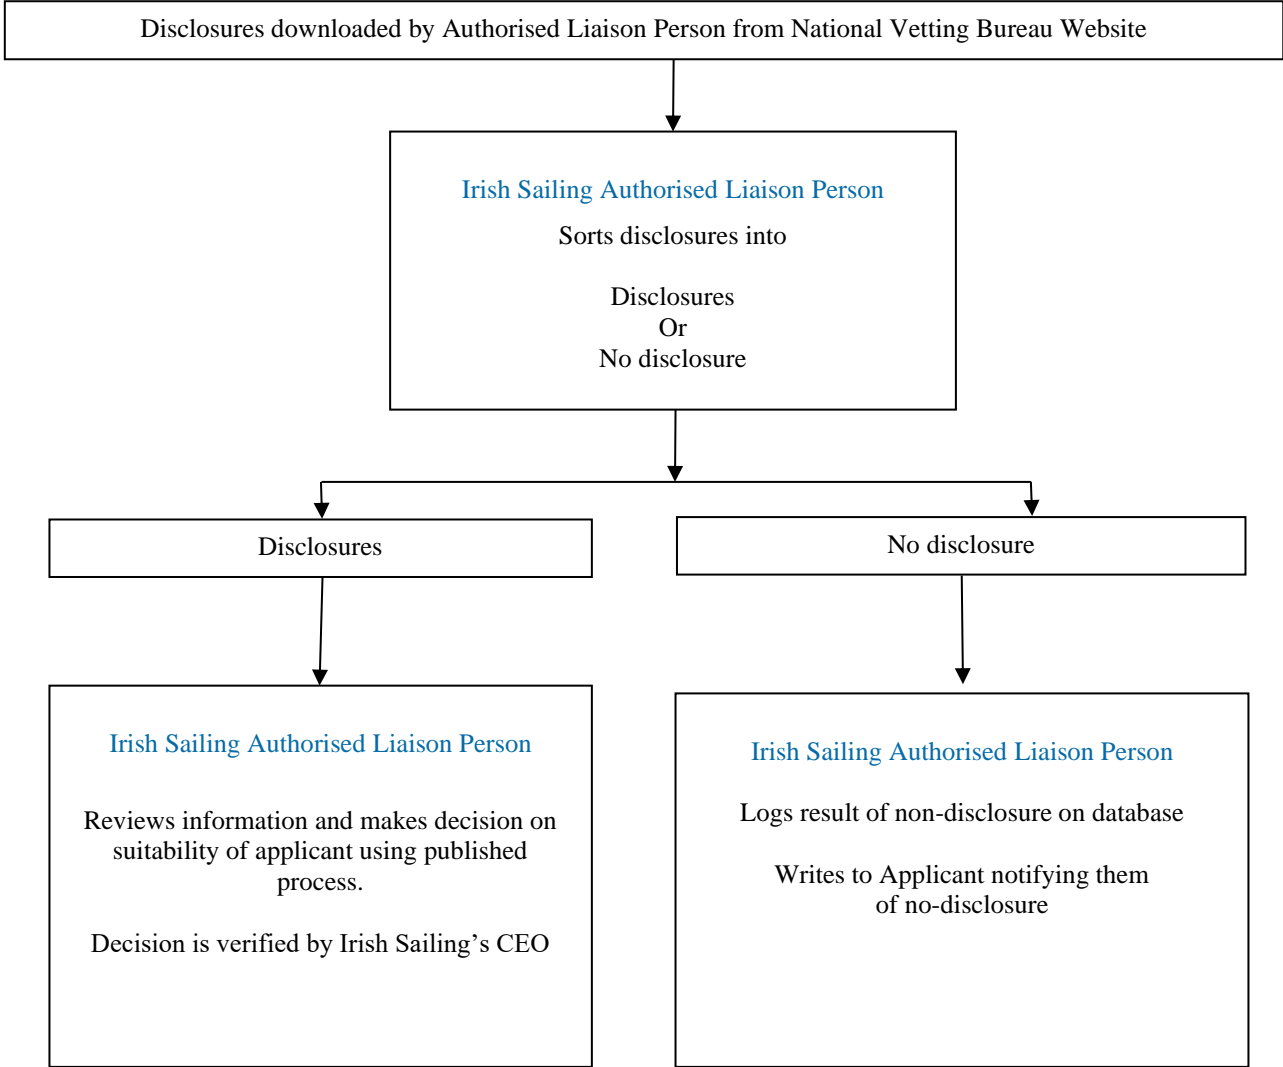 Disclosures downloaded by Authorised Liaison Person from National Vetting Bureau Website
Irish Sailing Authorised Liaison Person
Sorts disclosures into
Disclosures
Or
No disclosure
Disclosures
No disclosure
Irish Sailing Authorised Liaison Person
Reviews information and makes decision on
suitability of applicant using published
process.
Decision is verified by Irish Sailing’s CEO
Irish Sailing Authorised Liaison Person
Logs result of non-disclosure on database
Writes to Applicant notifying them
of no-disclosure